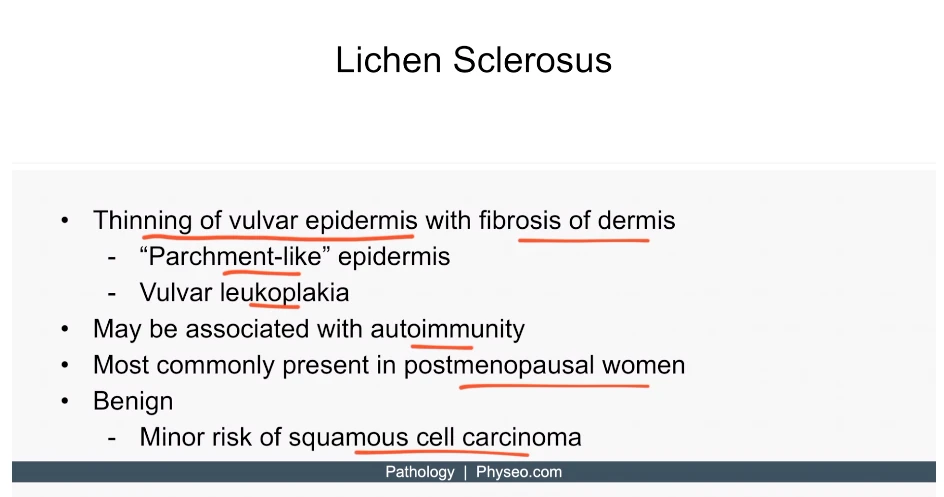 Lichen Sclerosus
• Thinning of vulvar epidermis with fibrosis of dermis
- “Parchment-like” epidermis
- Vulvar leukoplakia
• May be associated with autoimmunity
• Most commonly present in postmenopausal women
• Benign
- Minor risk of squamous cell carcinoma
Pathology | Physeo.com